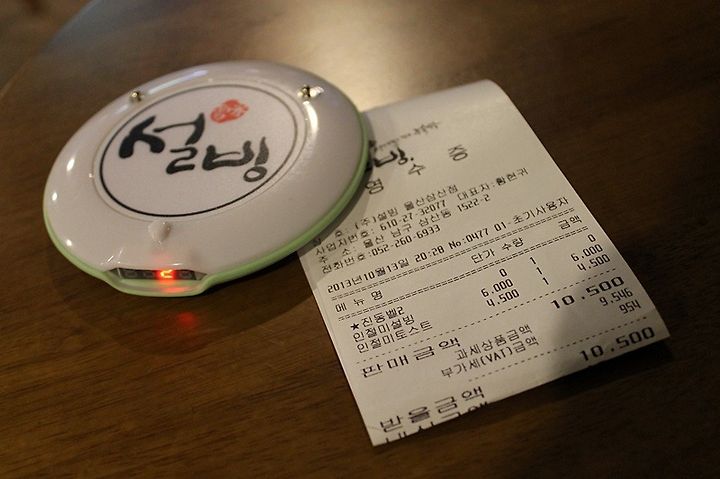 설빙
영 수 증
상 호: (주)설빙 울산삼산점 대표자:황현귀
사업자번호: 610-27-32077
주 소: 울산 남구 삼산동 1522-2
전화번호:052-260-6933
2013년10월13일 20:28 No:0477 01-초기사용자
메 뉴 명 단가 수량 금액
★진동벨2 0 1 0
인절미설빙 6,000 1 6,000
인절미토스트 4,500 1 4,500
판매금액 10,500
과세상품금액 9,546
부가세(VAT)금액 954
받을금액 10,500